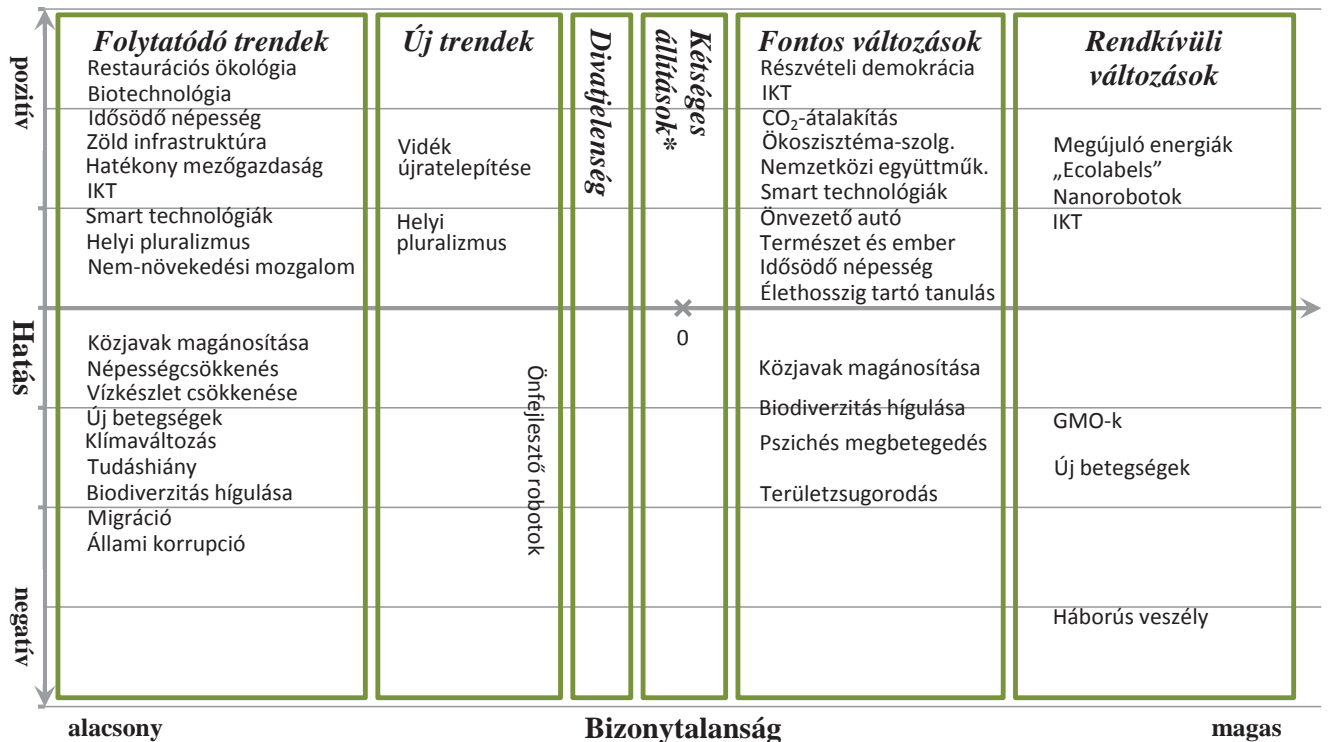 pozitív
Hatás
negatív
Folytatódó trendek
Restaurációs ökológia
Biotechnológia
Idősödő népesség
Zöld infrastruktúra
Hatékony mezőgazdaság
IKT
Smart technológiák
Helyi pluralizmus
Nem-növekedési mozgalom
Közjavak magánosítása
Népességcsökkenés
Vízkészlet csökkenése
Új betegségek
Klímaváltozás
Tudáshiány
Biodiverzitás hígulása
Migráció
Állami korrupció
Új trendek
Vidék
újratelepítése
Helyi
pluralizmus
Önfejlesztő robotok
Divatjelenség
Kétséges
állítások*
0
Fontos változások
Részvételi demokrácia
IKT
CO₂-átalakítás
Ökoszisztéma-szolg.
Nemzetközi együttműk.
Smart technológiák
Önvezető autó
Természet és ember
Idősödő népesség
Élethosszig tartó tanulás
Közjavak magánosítása
Biodiverzitás hígulása
Pszichés megbetegedés
Területzsugorodás
Rendkívüli
változások
Megújuló energiák
„Ecolabels”
Nanorobotok
IKT
GMO-k
Új betegségek
Háborús veszély
alacsony
Bizonytalanság
magas